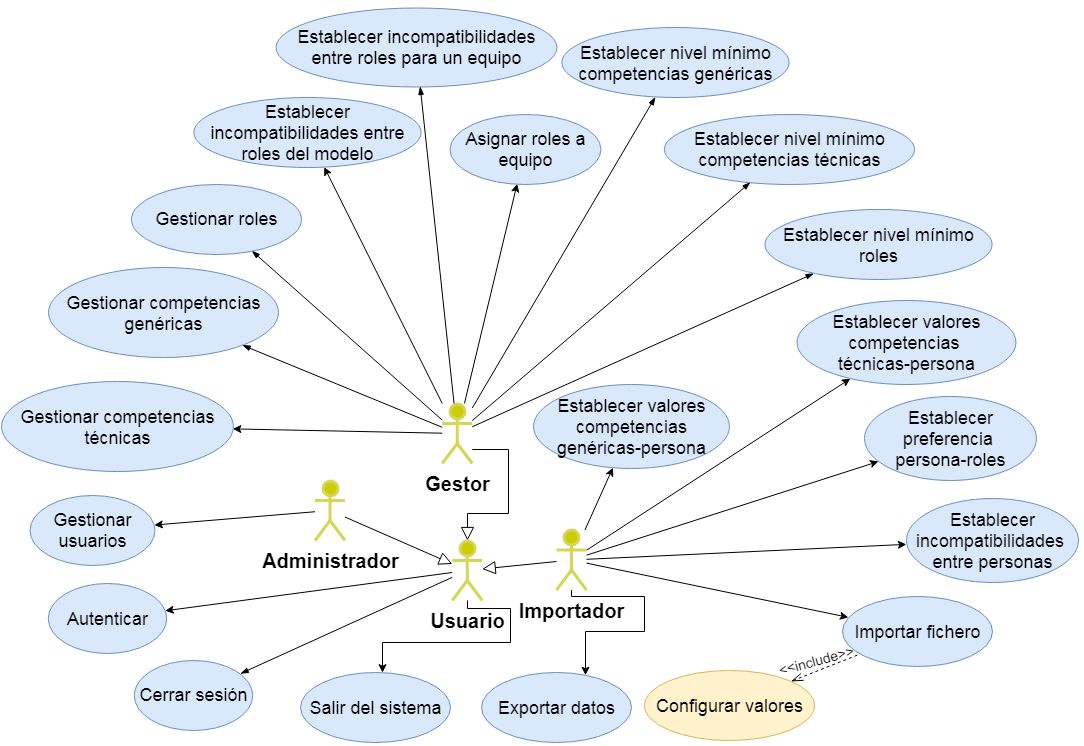 Establecer incompatibilidades
entre roles para un equipo
Establecer nivel mínimo
competencias genéricas
Establecer
incompatibilidades entre
roles del modelo
Asignar roles a
equipo
Establecer nivel mínimo
competencias técnicas
Gestionar roles
Establecer nivel mínimo
roles
Gestionar competencias
genéricas
Establecer valores
competencias
técnicas-persona
Gestionar competencias
técnicas
Establecer valores
competencias
genéricas-persona
Establecer
preferencia
persona-roles
Gestor
Gestionar
usuarios
Administrador
Establecer
incompatibilidades
entre personas
Autenticar
Usuario
Importador
Importar fichero
<<include>>
Cerrar sesión
Salir del sistema
Exportar datos
Configurar valores